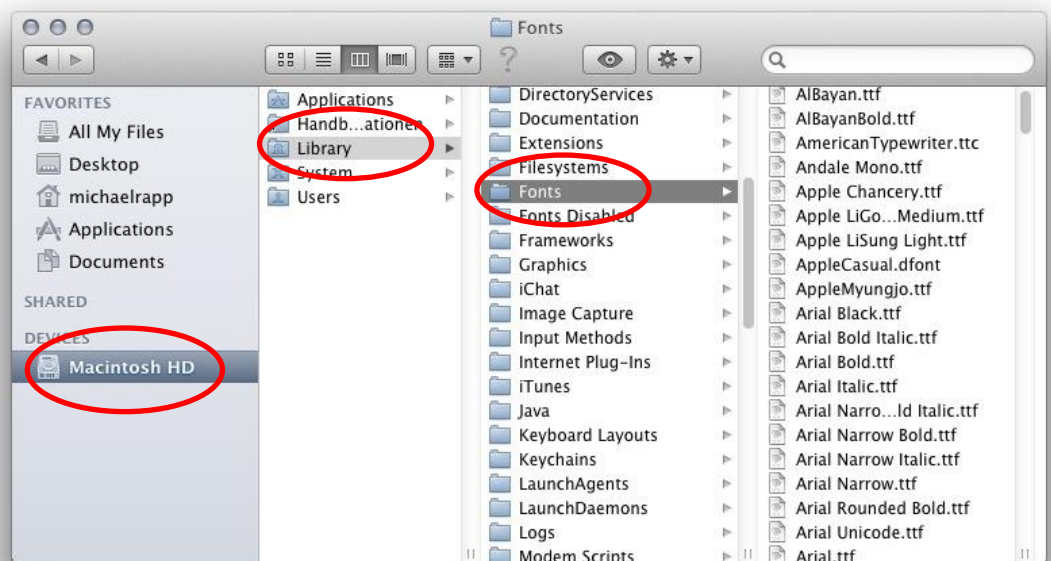 Fonts
FAVORITES
All My Files
Desktop
michaelrapp
Applications
Documents
SHARED
DEVICES
Macintosh HD
Applications
Handb...ationen
Library
System
Users
DirectoryServices
Documentation
Extensions
Filesystems
Fonts
Fonts Disabled
Frameworks
Graphics
iChat
Image Capture
Input Methods
Internet Plug-Ins
iTunes
Java
Keyboard Layouts
Keychains
LaunchAgents
LaunchDaemons
Logs
Modem Scripts
AlBayan.ttf
AlBayanBold.ttf
AmericanTypewriter.ttc
Andale Mono.ttf
Apple Chancery.ttf
Apple LiGo...Medium.ttf
Apple LiSung Light.ttf
AppleCasual.dfont
AppleMyungjo.ttf
Arial Black.ttf
Arial Bold Italic.ttf
Arial Bold.ttf
Arial Italic.ttf
Arial Narro...ld Italic.ttf
Arial Narrow Bold.ttf
Arial Narrow Italic.ttf
Arial Narrow.ttf
Arial Rounded Bold.ttf
Arial Unicode.ttf
Arial.ttf